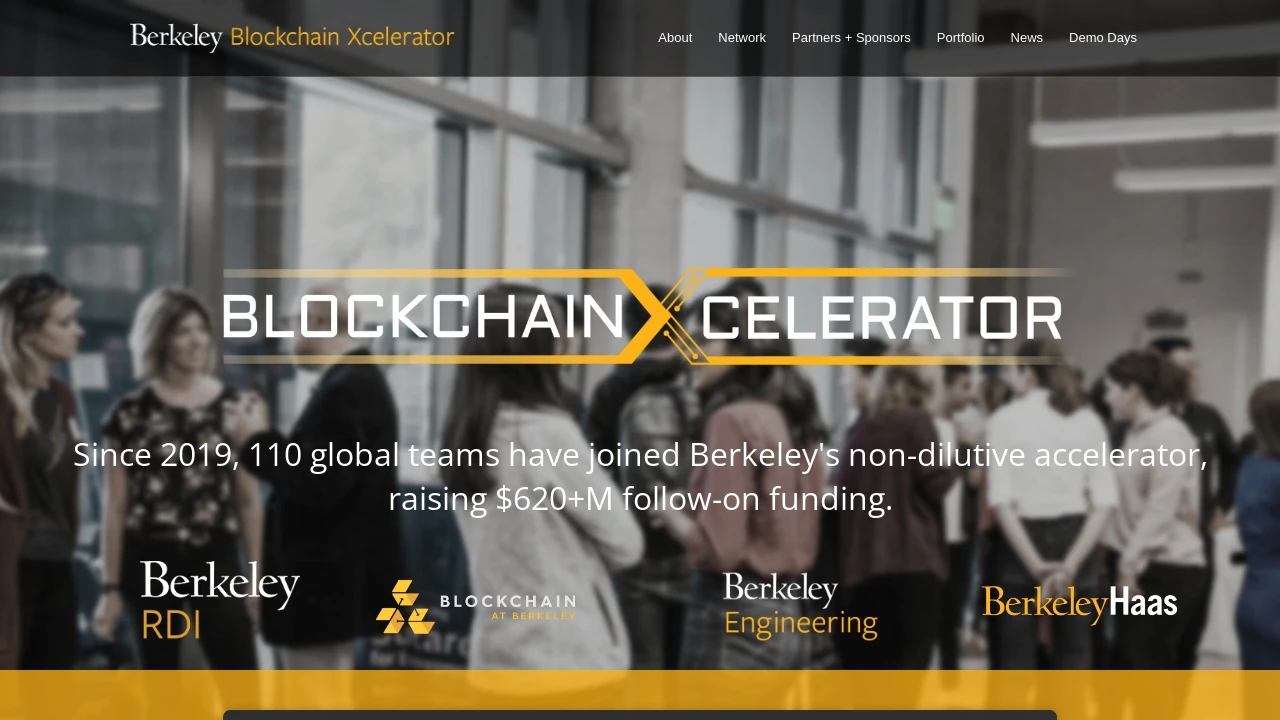 Berkeley Blockchain Xcelerator
About Network Partners + Sponsors Portfolio News Demo Days
BLOCKCHAIN XCELERATOR
Since 2019, 110 global teams have joined Berkeley's non-dilutive accelerator,
raising $620+M follow-on funding.
Berkeley
RDI
BLOCKCHAIN
AT BERKELEY
Berkeley
Engineering
BerkeleyHaas